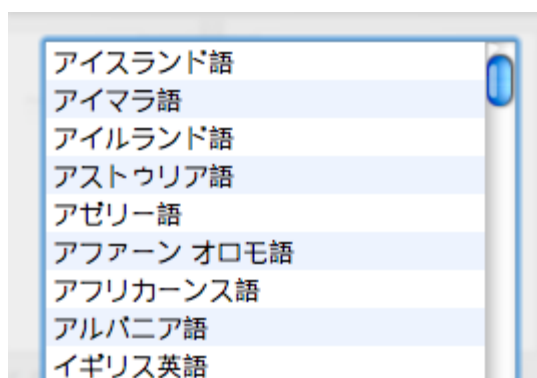 アイスランド語
アイマラ語
アイルランド語
アストゥリア語
アゼリー語
アファーン オロモ語
アフリカーンス語
アルバニア語
イギリス英語